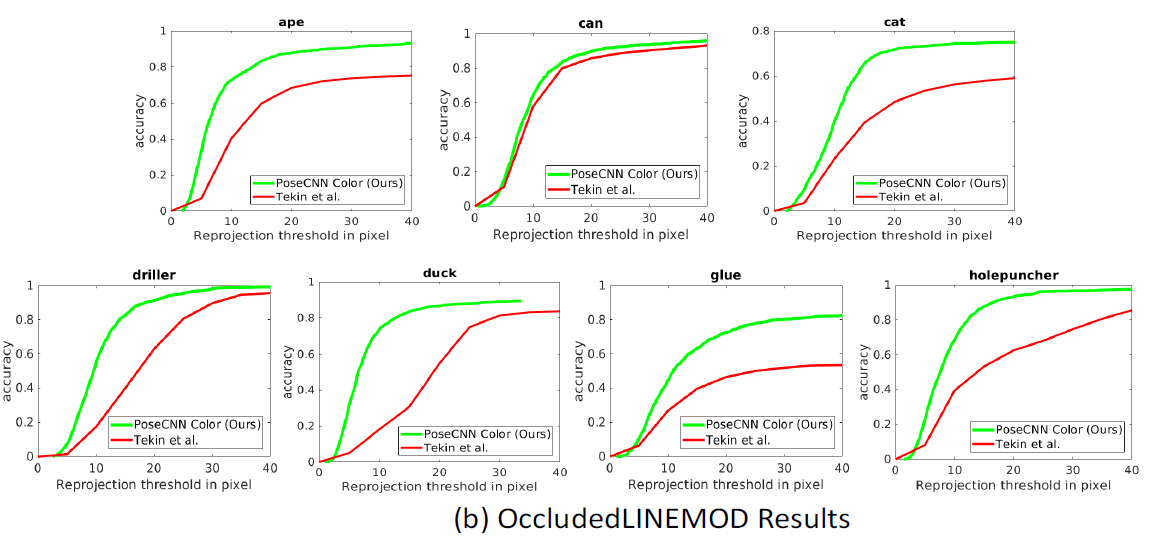 ape
1
0.8
0.6
0.4
0.2
0
accuracy
PoseCNN Color (Ours)
Tekin et al.
0 10 20 30 40
Reprojection threshold in pixel
can
1
0.8
0.6
0.4
0.2
0
accuracy
PoseCNN Color (Ours)
Tekin et al.
0 10 20 30 40
Reprojection threshold in pixel
cat
0.8
0.6
0.4
0.2
0
accuracy
PoseCNN Color (Ours)
Tekin et al.
0 10 20 30 40
Reprojection threshold in pixel
driller
1
0.8
0.6
0.4
0.2
0
accuracy
PoseCNN Color (Ours)
Tekin et al.
0 10 20 30 40
Reprojection threshold in pixel
duck
1
0.8
0.6
0.4
0.2
0
accuracy
PoseCNN Color (Ours)
Tekin et al.
0 10 20 30 40
Reprojection threshold in pixel
glue
1
0.8
0.6
0.4
0.2
0
accuracy
PoseCNN Color (Ours)
Tekin et al.
0 10 20 30 40
Reprojection threshold in pixel
holepuncher
1
0.8
0.6
0.4
0.2
0
accuracy
PoseCNN Color (Ours)
Tekin et al.
0 10 20 30 40
Reprojection threshold in pixel
(b) OccludedLINEMOD Results